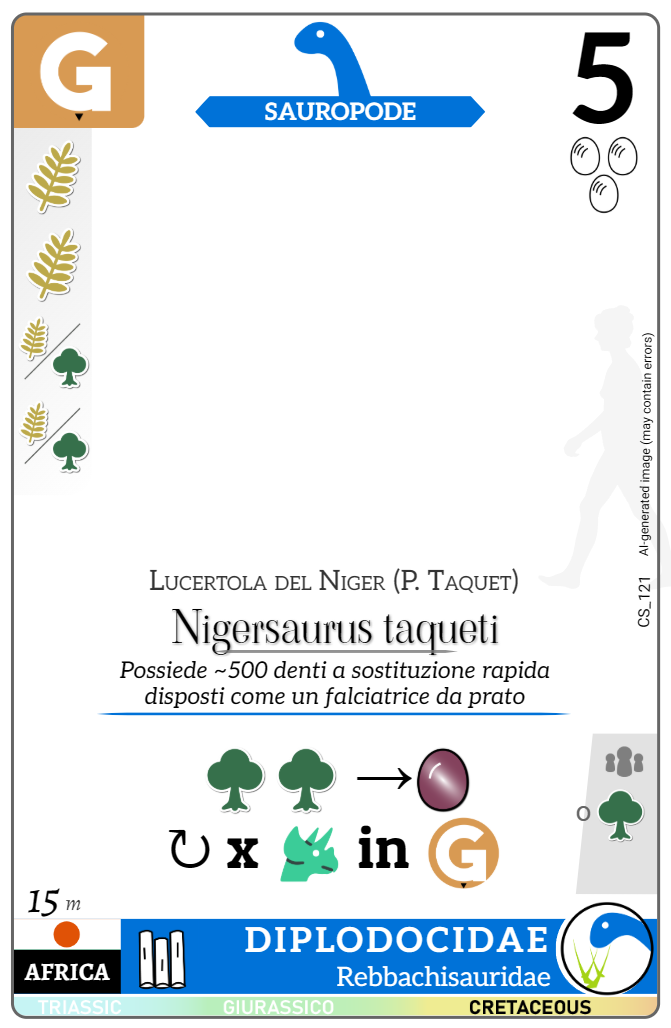 G
SAUROPODE
5
AI-generated image (may contain errors)
CS_121
Lucertola del Niger (P. Taquet)
Nigersaurus taqueti
Possiede ~500 denti a sostituzione rapida
disposti come un falciatrice da prato
→
↻ x in G
o
15 m
AFRICA
DIPLODOCIDAE
Rebbachisauridae
TRIASSIC GIURASSICO CRETACEOUS